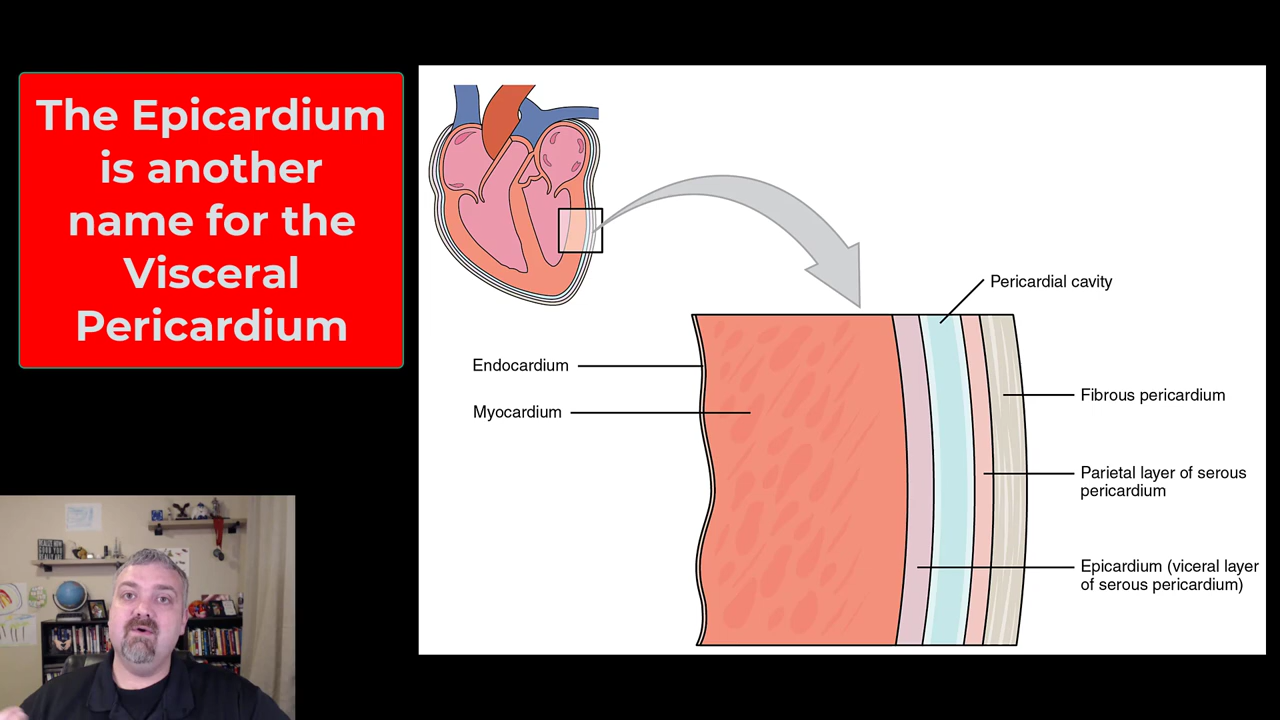 The Epicardium
is another
name for the
Visceral
Pericardium
Pericardial cavity
Endocardium
Myocardium
Fibrous pericardium
Parietal layer of serous
pericardium
Epicardium (viceral layer
of serous pericardium)